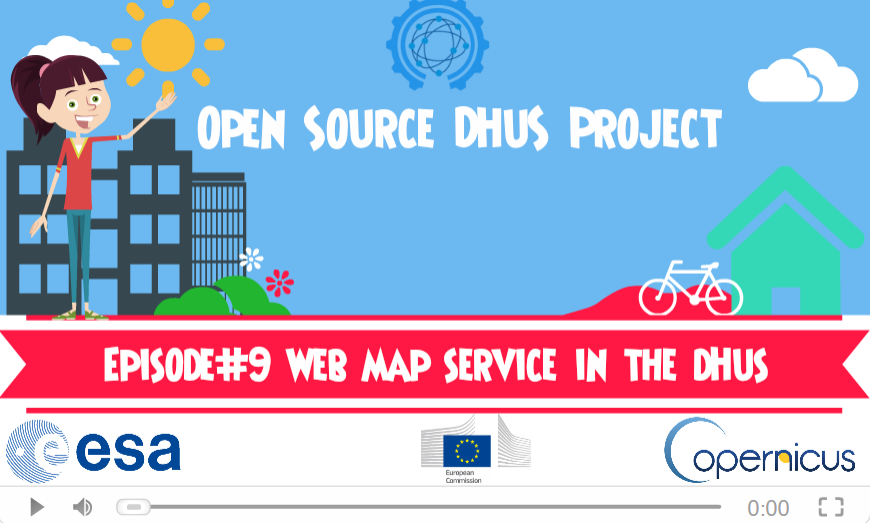 Open Source DHuS Project
Episode#9 Web Map Service in the DHuS
esa
European
Commission
opernicus
0:00